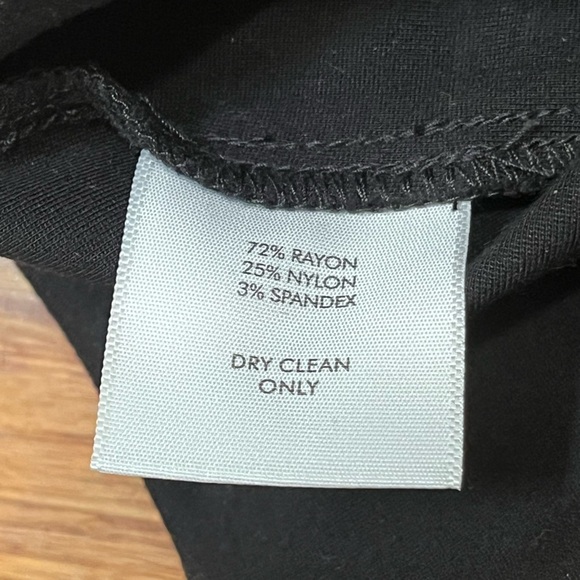 72% RAYON
25% NYLON
3% SPANDEX
DRY CLEAN
ONLY